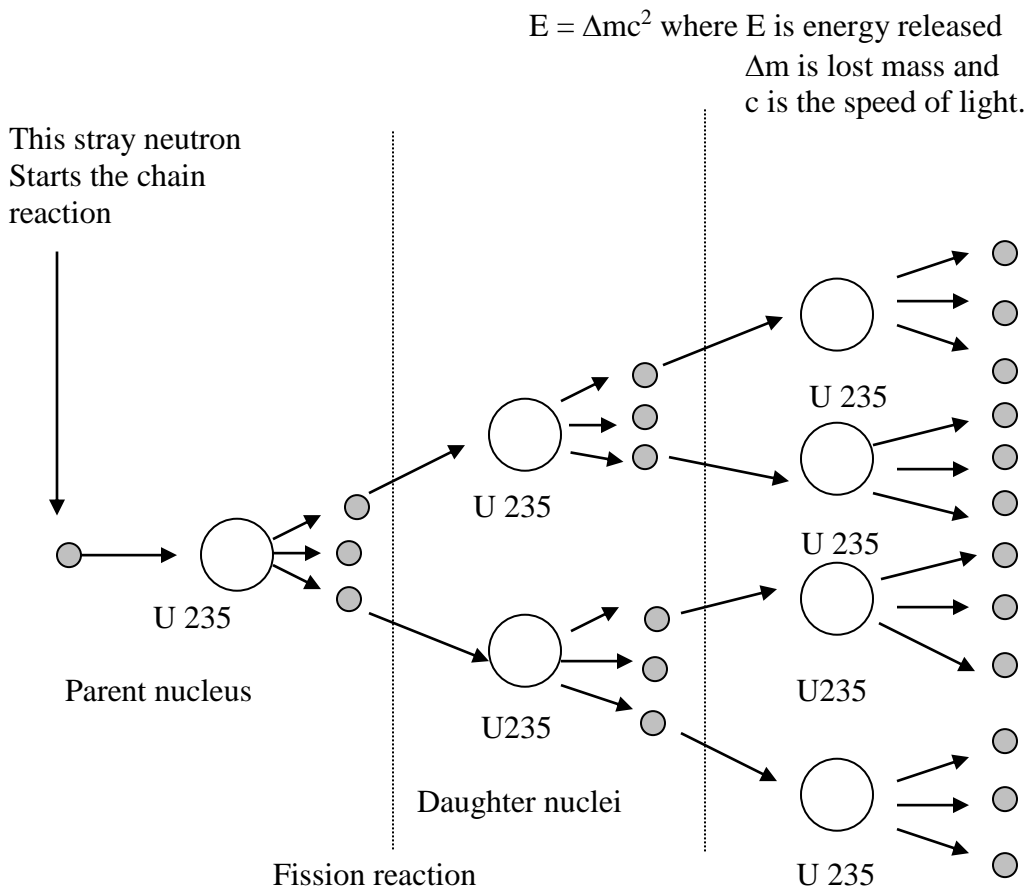 E = Δmc² where E is energy released
Δm is lost mass and
c is the speed of light.
This stray neutron
Starts the chain
reaction
U 235
U 235
U 235
U 235
U 235
Parent nucleus
U235
U235
Daughter nuclei
U 235
Fission reaction